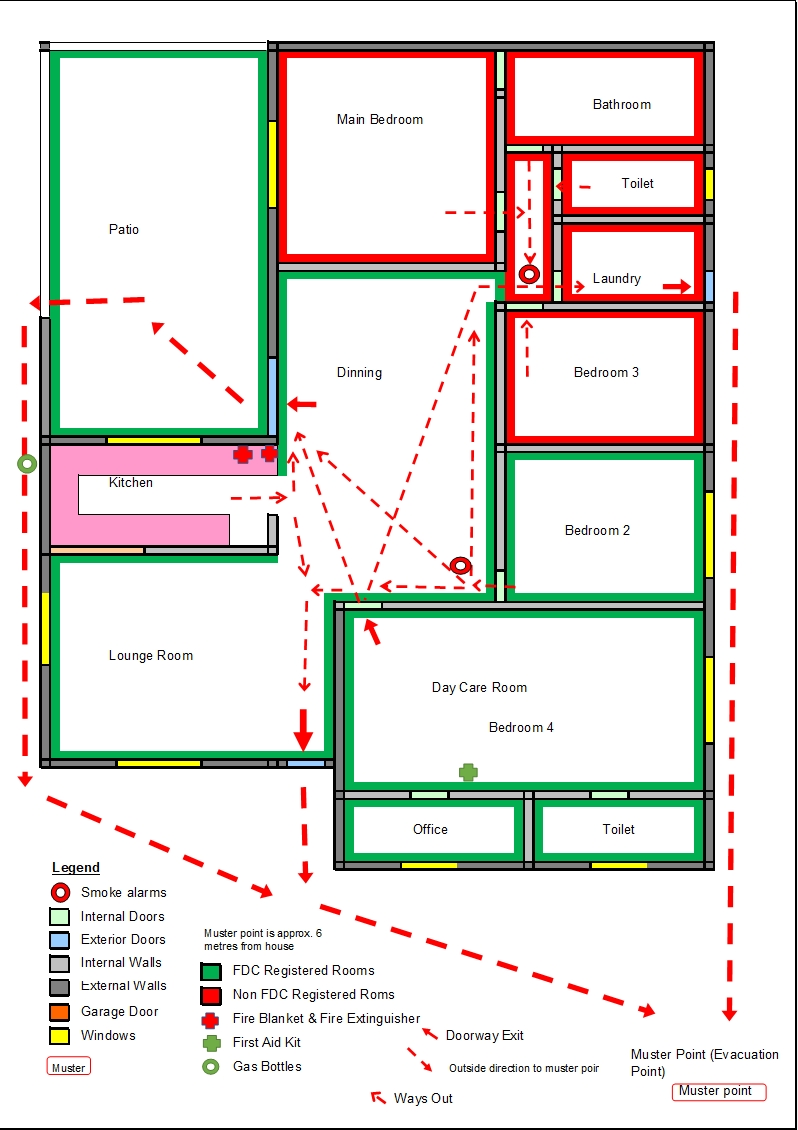 Main Bedroom
Bathroom
Toilet
Patio
Laundry
Dinning
Bedroom 3
Kitchen
Bedroom 2
Lounge Room
Day Care Room
Bedroom 4
Office
Toilet
Legend
Smoke alarms
Internal Doors
Exterior Doors
Internal Walls
External Walls
Garage Door
Windows
Muster
Muster point is approx. 6
metres from house
FDC Registered Rooms
Non FDC Registered Roms
Fire Blanket & Fire Extinguisher
First Aid Kit
Gas Bottles
Doorway Exit
Outside direction to muster poir
Ways Out
Muster Point (Evacuation
Point)
Muster point